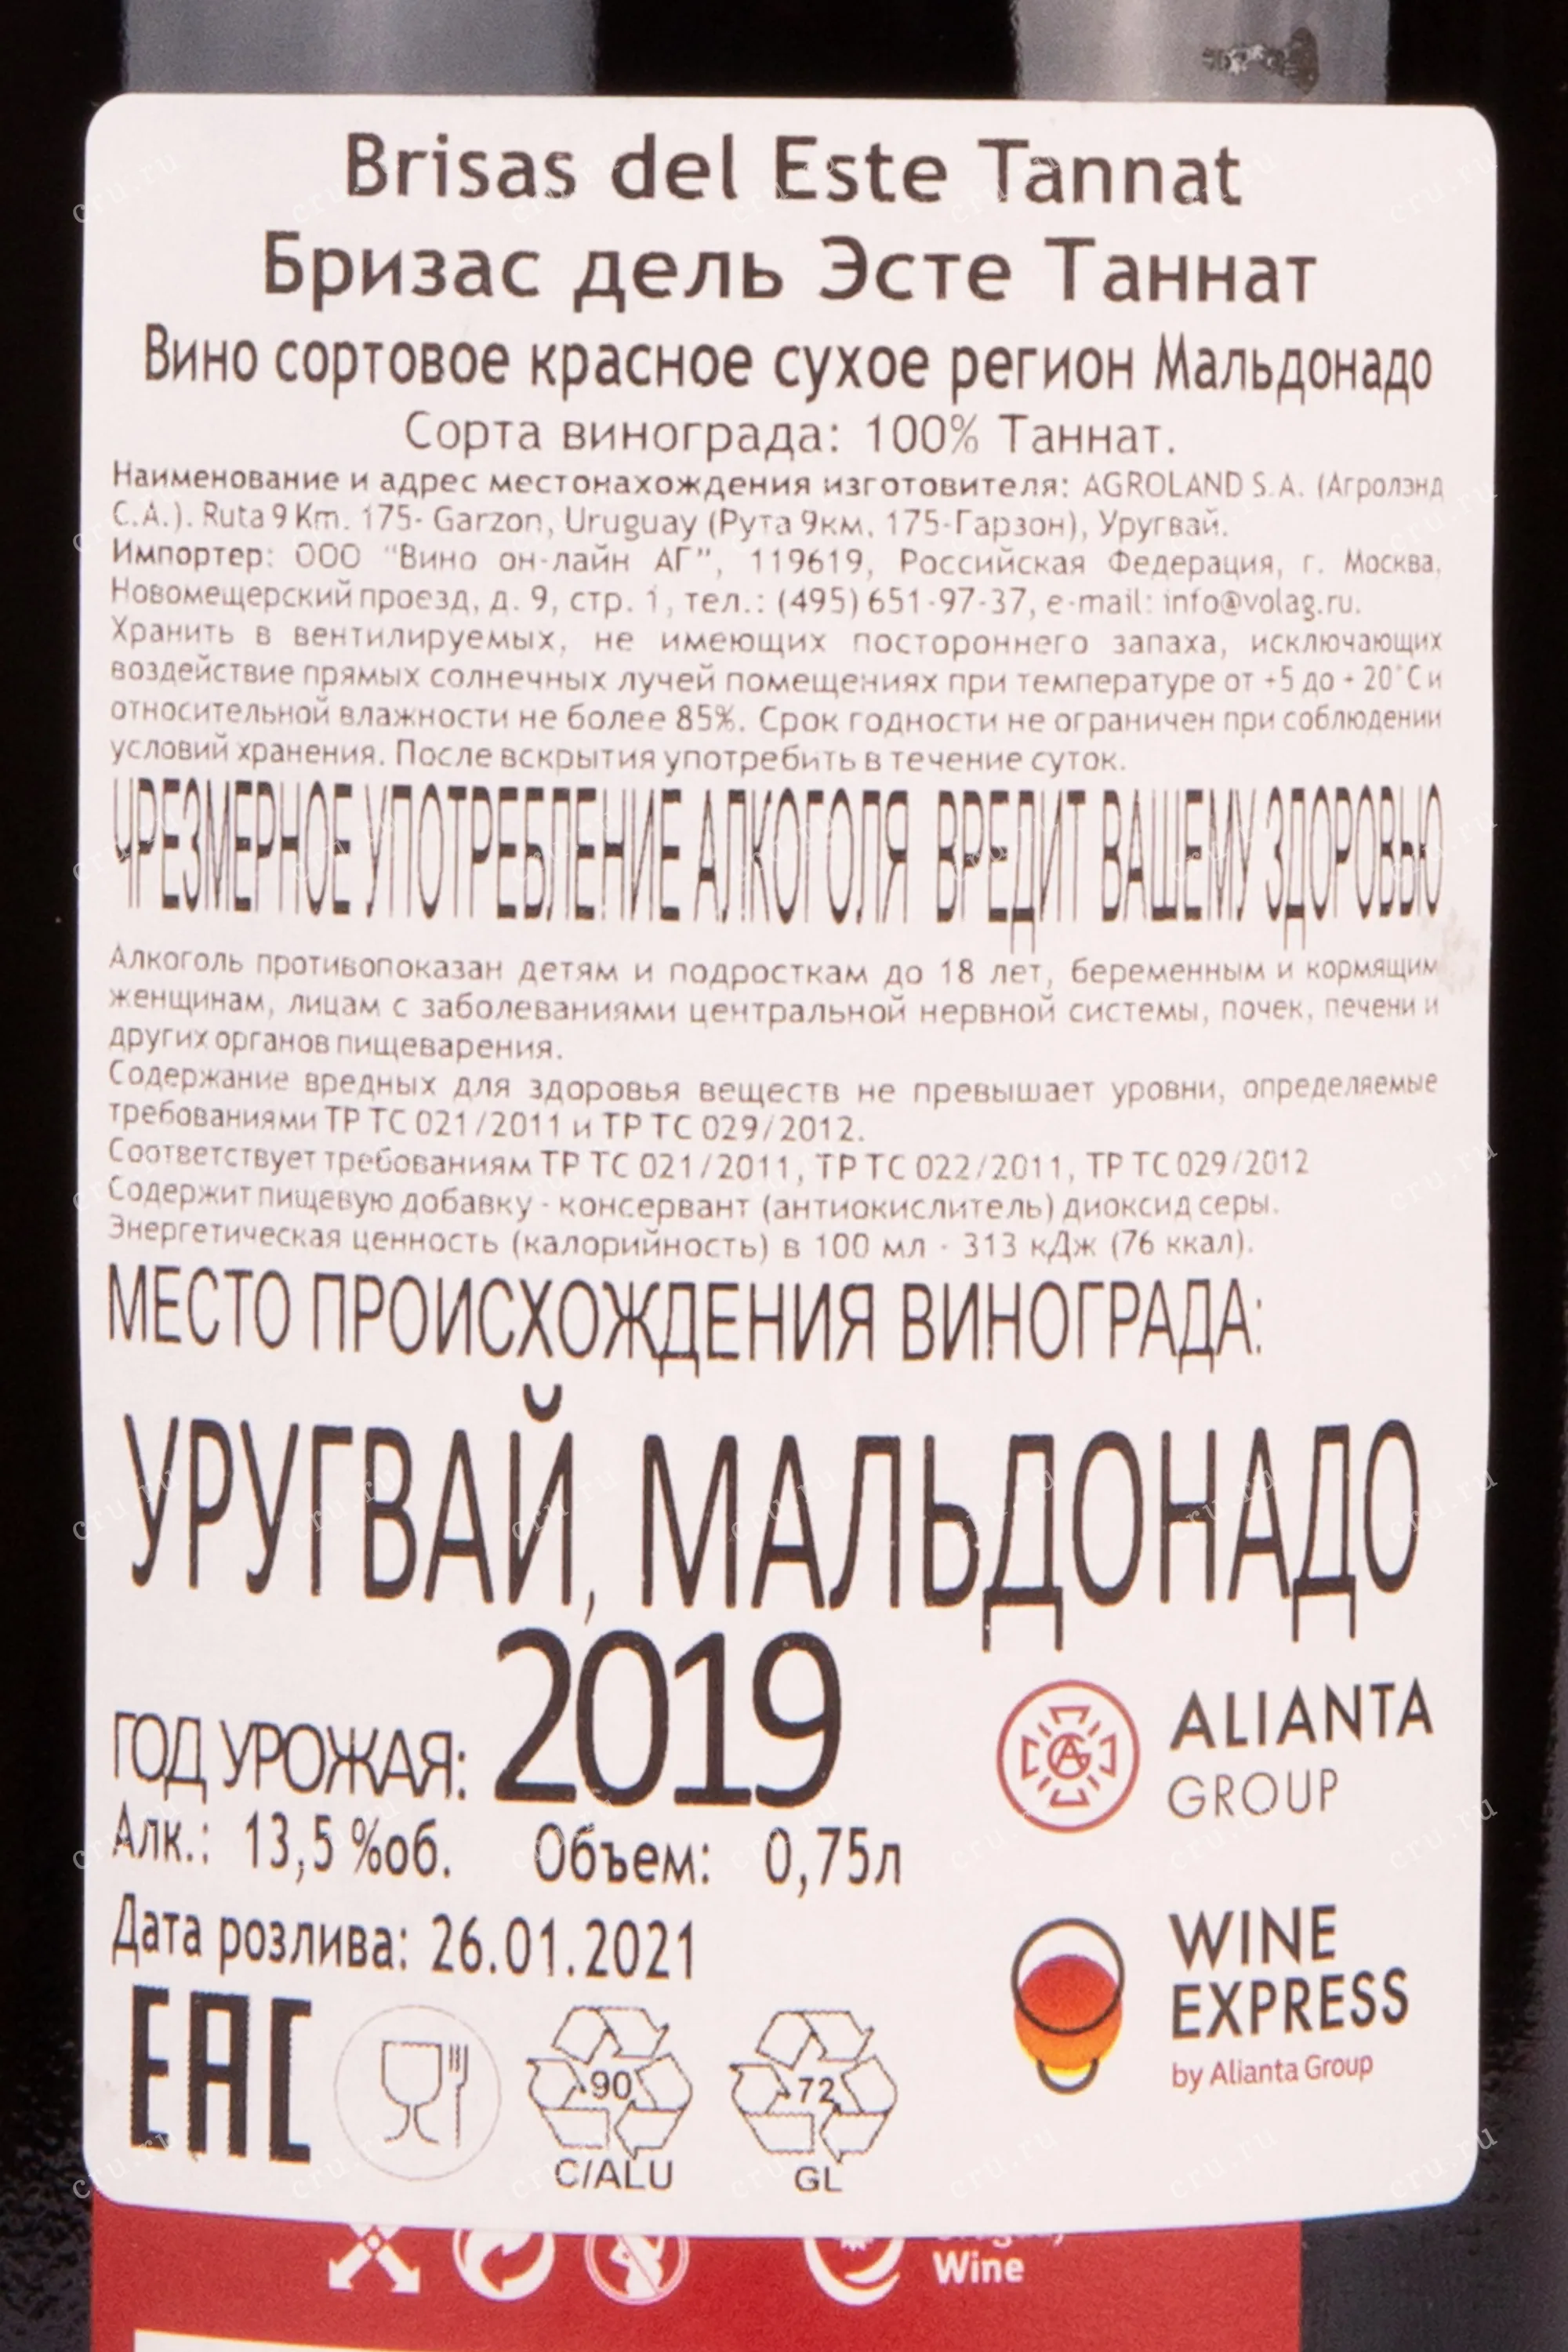 Brisas del Este Tannat
Бризас дель Эсте Таннат
Вино сортовое красное сухое регион Мальдонадо
Сорта винограда: 100% Таннат.
Наименование и адрес местонахождения изготовителя: AGROLAND S.A. (Агролэнд
С.А.). Ruta 9 Km. 175- Garzon, Uruguay (Рута 9км, 175-Гарзон), Уругвай.
Импортер: ООО "Вино он-лайн АГ", 119619, Российская Федерация, г. Москва,
Новомещерский проезд, д. 9, стр. 1, тел.: (495) 651-97-37, e-mail: info@volag.ru.
Хранить в вентилируемых, не имеющих постороннего запаха, исключающих
воздействие прямых солнечных лучей помещениях при температуре от +5 до + 20°С и
относительной влажности не более 85%. Срок годности не ограничен при соблюдении
условий хранения. После вскрытия употребить в течение суток.
ЧРЕЗМЕРНОЕ УПОТРЕБЛЕНИЕ АЛКОГОЛЯ ВРЕДИТ ВАШЕМУ ЗДОРОВЬЮ
Алкоголь противопоказан детям и подросткам до 18 лет, беременным и кормящим
женщинам, лицам с заболеваниями центральной нервной системы, почек, печени и
других органов пищеварения.
Содержание вредных для здоровья веществ не превышает уровни, определяемые
требованиями ТР ТС 021/2011 и ТР ТС 029/2012.
Соответствует требованиям ТР ТС 021/2011, ТР ТС 022/2011, ТР ТС 029/2012
Содержит пищевую добавку - консервант (антиокислитель) диоксид серы.
Энергетическая ценность (калорийность) в 100 мл - 313 кДж (76 ккал).
МЕСТО ПРОИСХОЖДЕНИЯ ВИНОГРАДА:
УРУГВАЙ, МАЛЬДОНАДО
ГОД УРОЖАЯ: 2019
Алк.: 13,5 %об. Объем: 0,75л
Дата розлива: 26.01.2021
ALIANTA
GROUP
WINE
EXPRESS
by Alianta Group
EAC
90
C/ALU
72
GL
Wine
cru.ru